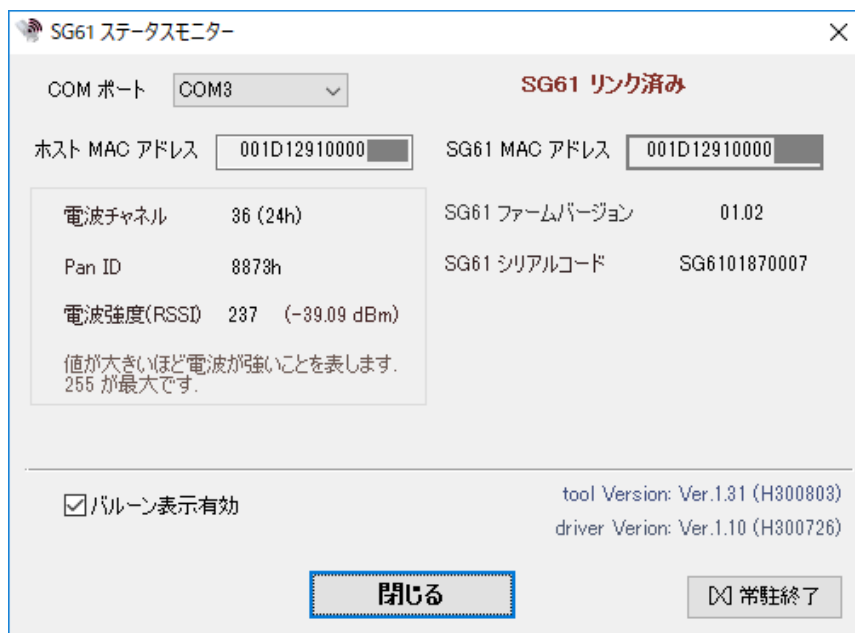 SG61 ステータスモニター
COM ポート COM3 SG61 リンク済み
ホスト MAC アドレス 001D12910000 SG61 MAC アドレス 001D12910000
電波チャネル 36 (24h) SG61 ファームバージョン 01.02
Pan ID 8873h SG61 シリアルコード SG6101870007
電波強度(RSSI) 237 (-39.09 dBm)
値が大きいほど電波が強いことを表します.
255 が最大です.
バルーン表示有効 tool Version: Ver.1.31 (H300803)
driver Verion: Ver.1.10 (H300726)
閉じる 常駐終了